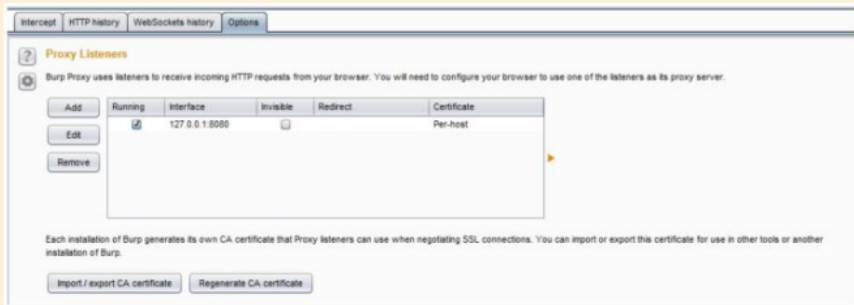 Intercept HTTP history WebSockets history Options
? Proxy Listeners
Burp Proxy uses listeners to receive incoming HTTP requests from your browser. You will need to configure your browser to use one of the listeners as its proxy server.
Add Running Interface Invisible Redirect Certificate
127.0.0.1:8080 Per-host
Edit
Remove
Each installation of Burp generates its own CA certificate that Proxy listeners can use when negotiating SSL connections. You can import or export this certificate for use in other tools or another
installation of Burp.
Import / export CA certificate Regenerate CA certificate